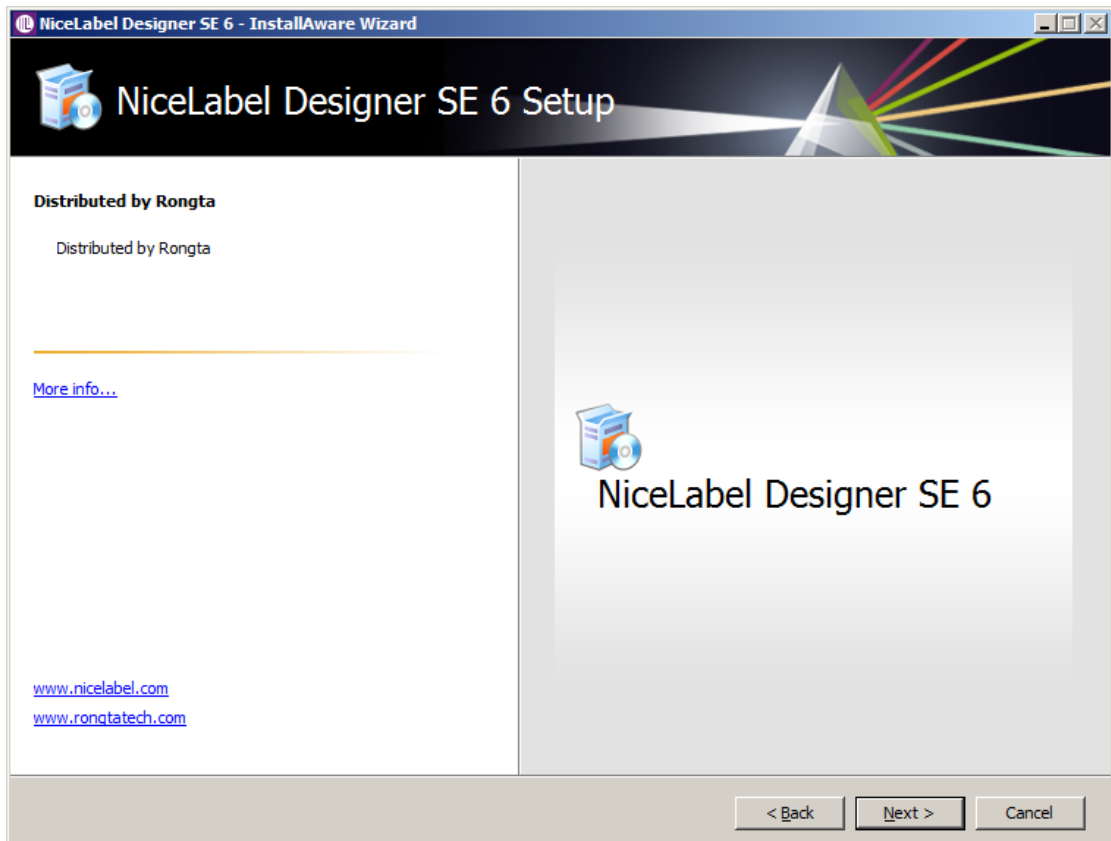 NiceLabel Designer SE 6 - InstallAware Wizard
NiceLabel Designer SE 6 Setup
Distributed by Rongta
Distributed by Rongta
More info...
NiceLabel Designer SE 6
www.nicelabel.com
www.rongtatech.com
< Back
Next >
Cancel